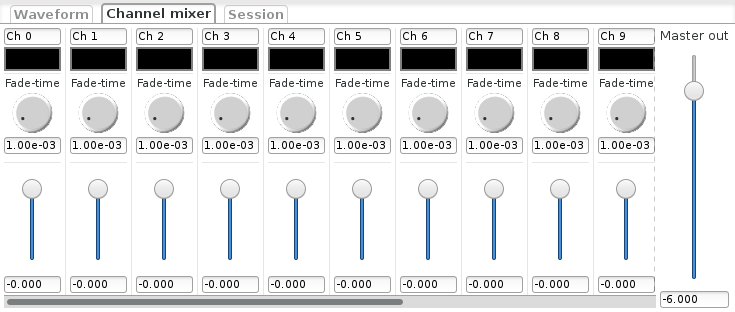 Waveform Channel mixer Session
Ch 0 Ch 1 Ch 2 Ch 3 Ch 4 Ch 5 Ch 6 Ch 7 Ch 8 Ch 9 Master out
Fade-time Fade-time Fade-time Fade-time Fade-time Fade-time Fade-time Fade-time Fade-time Fade-time
1.00e-03 1.00e-03 1.00e-03 1.00e-03 1.00e-03 1.00e-03 1.00e-03 1.00e-03 1.00e-03 1.00e-03
-0.000 -0.000 -0.000 -0.000 -0.000 -0.000 -0.000 -0.000 -0.000 -0.000
-6.000